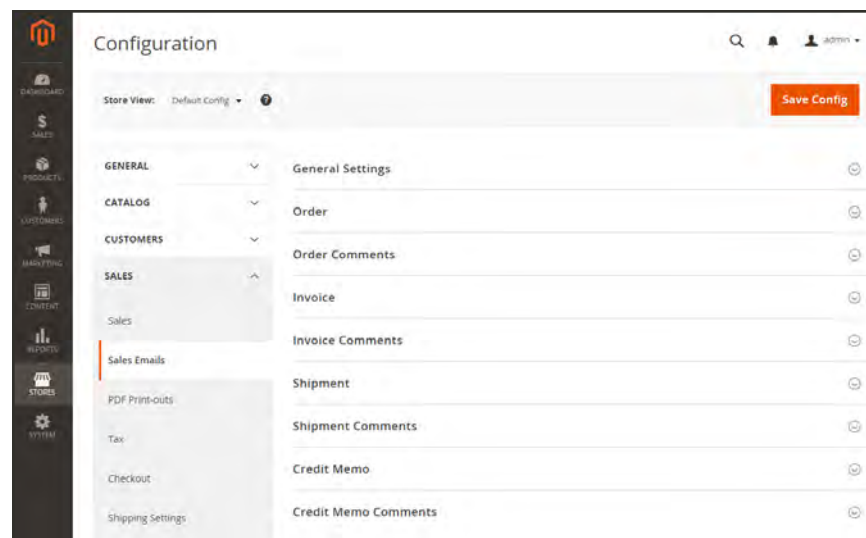 Configuration
admin
Store View: Default Config
Save Config
DASHBOARD
SALES
PRODUCTS
CUSTOMERS
MARKETING
CONTENT
REPORTS
STORES
SYSTEM
GENERAL
CATALOG
CUSTOMERS
SALES
Sales
Sales Emails
PDF Print-outs
Tax
Checkout
Shipping Settings
General Settings
Order
Order Comments
Invoice
Invoice Comments
Shipment
Shipment Comments
Credit Memo
Credit Memo Comments